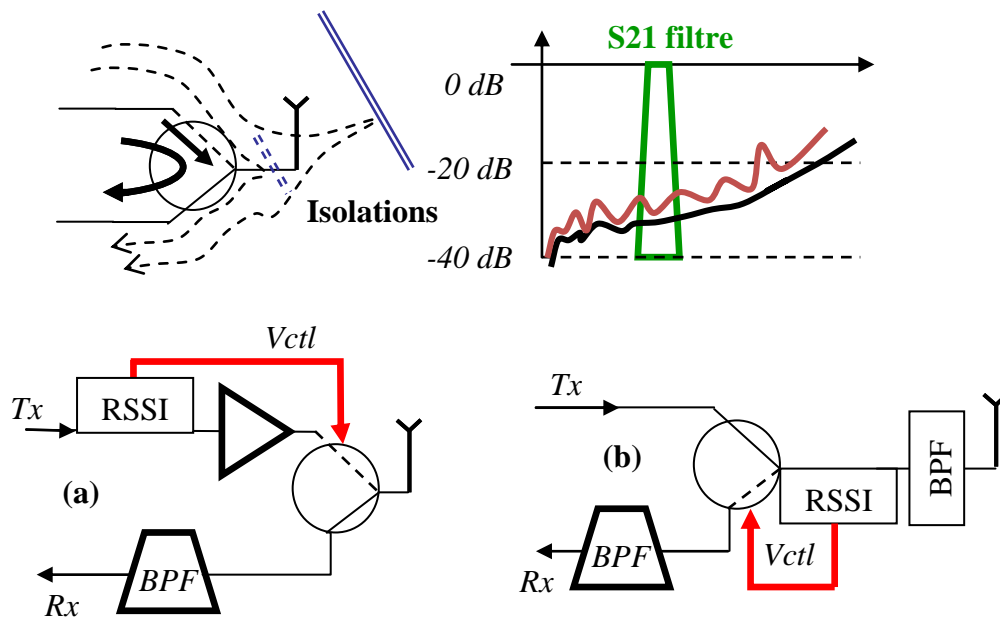 S21 filtre
0 dB
-20 dB
Isolations
-40 dB
Vctl
Tx
RSSI
(a)
BPF
Rx
Tx
(b)
BPF
RSSI
Vctl
BPF
Rx